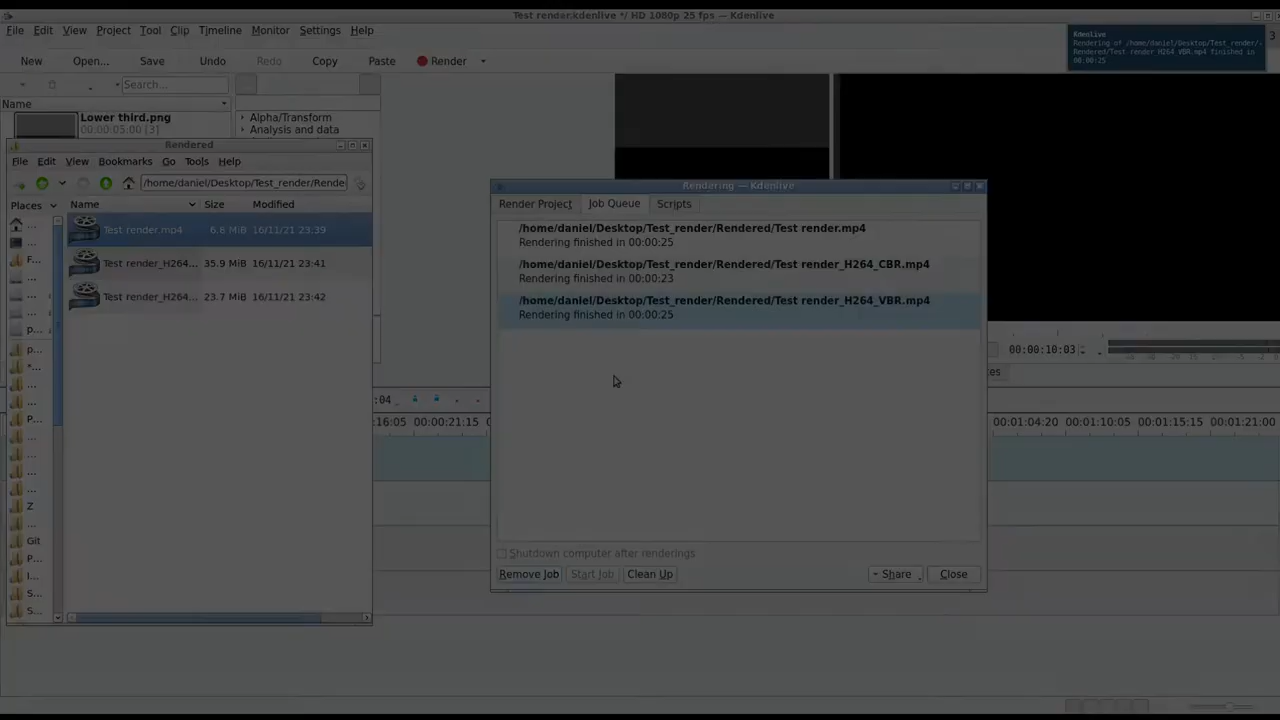 Test render.kdenlive */ HD 1080p 25 fps — Kdenlive
File Edit View Project Tool Clip Timeline Monitor Settings Help
3
Kdenlive
Rendering of /home/daniel/Desktop/Test_render/
Rendered/Test render H264 VBR.mp4 finished in
00:00:25
New Open... Save Undo Redo Copy Paste Render
Search...
Name
Lower third.png
00:00:05:00 [3]
Alpha/Transform
Analysis and data
Rendered
File Edit View Bookmarks Go Tools Help
/home/daniel/Desktop/Test_render/Rende
Places
Name Size Modified
Test render.mp4 6.6 MiB 16/11/21 23:39
Test render_H264... 35.9 MiB 16/11/21 23:41
Test render_H264... 23.7 MiB 16/11/21 23:42
...
...
F...
...
...
...
p...
p...
*...
...
...
P...
...
...
...
...
Z
...
Git
P...
I...
S...
S...
Rendering — Kdenlive
Render Project Job Queue Scripts
/home/daniel/Desktop/Test_render/Rendered/Test render.mp4
Rendering finished in 00:00:25
/home/daniel/Desktop/Test_render/Rendered/Test render_H264_CBR.mp4
Rendering finished in 00:00:23
/home/daniel/Desktop/Test_render/Rendered/Test render_H264_VBR.mp4
Rendering finished in 00:00:25
Shutdown computer after renderings
Remove Job Start Job Clean Up Share Close
00:00:10:03
es
:04
:16:05 00:00:21:15 00:01:04:20 00:01:10:05 00:01:15:15 00:01:21:00